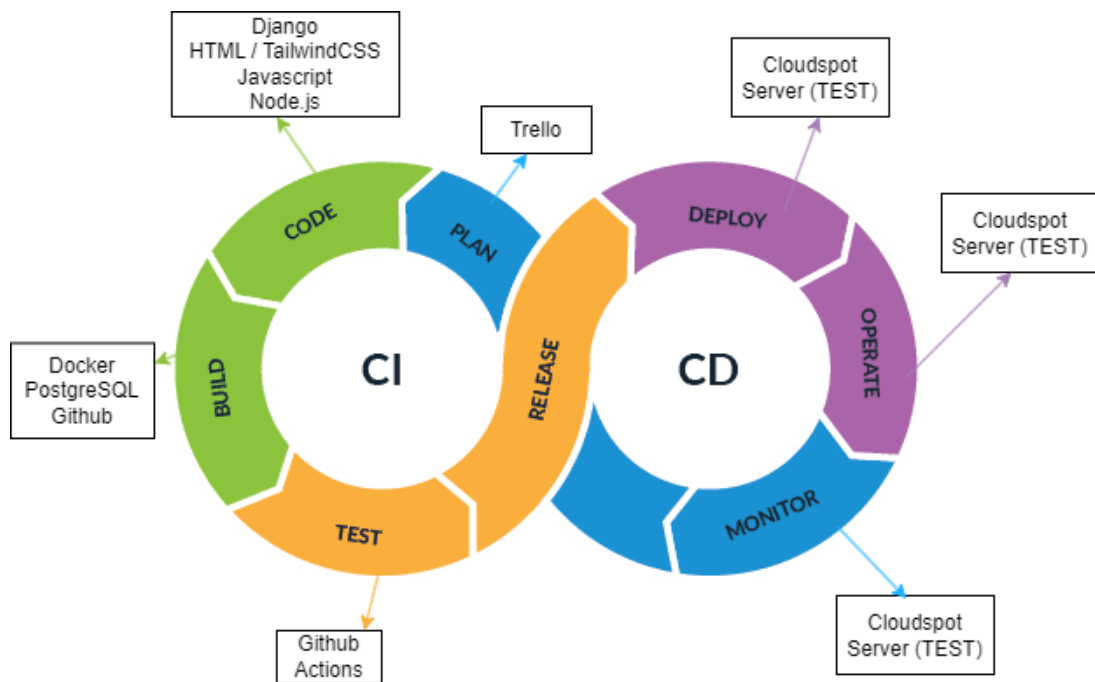 Django
HTML / TailwindCSS
Javascript
Node.js
Trello
Cloudspot
Server (TEST)
Cloudspot
Server (TEST)
CODE
PLAN
DEPLOY
OPERATE
BUILD
CI
RELEASE
CD
Docker
PostgreSQL
Github
TEST
MONITOR
Github
Actions
Cloudspot
Server (TEST)